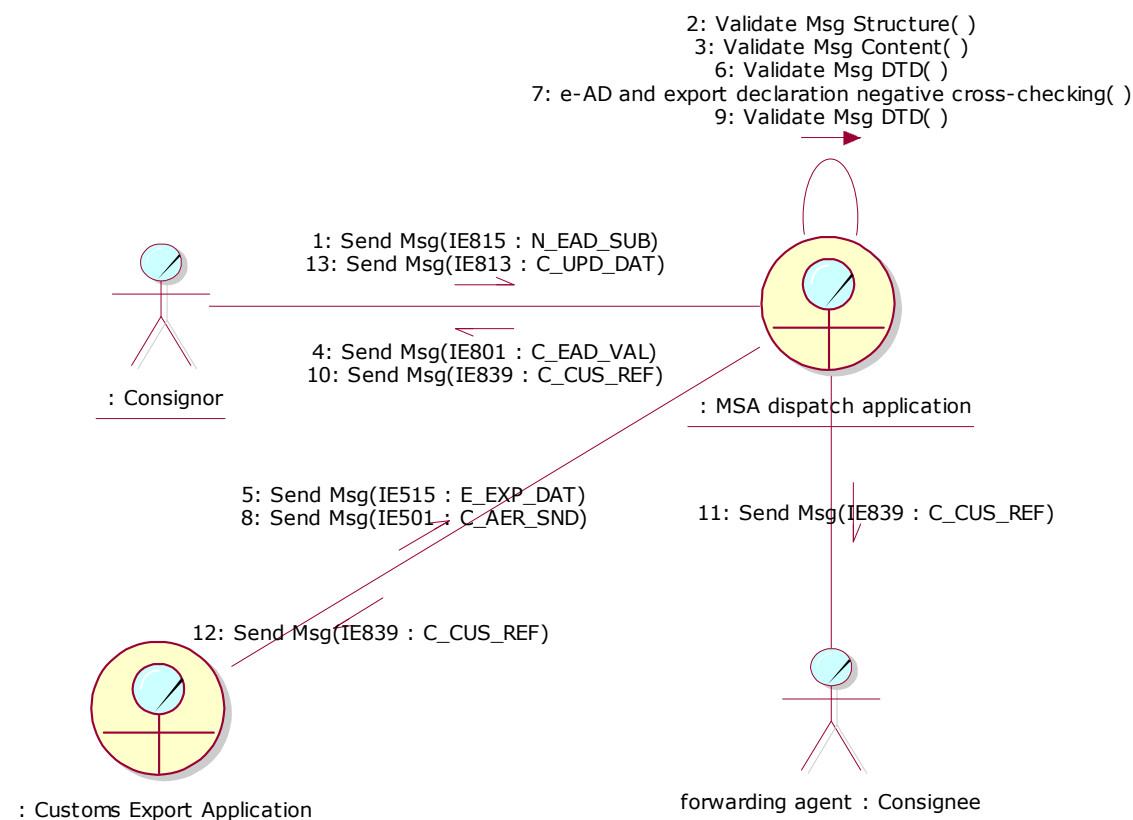 2: Validate Msg Structure( )
3: Validate Msg Content( )
6: Validate Msg DTD( )
7: e-AD and export declaration negative cross-checking( )
9: Validate Msg DTD( )
1: Send Msg(IE815 : N_EAD_SUB)
13: Send Msg(IE813 : C_UPD_DAT)
4: Send Msg(IE801 : C_EAD_VAL)
10: Send Msg(IE839 : C_CUS_REF)
: Consignor
: MSA dispatch application
5: Send Msg(IE515 : E_EXP_DAT)
8: Send Msg(IE501 : C_AER_SND)
11: Send Msg(IE839 : C_CUS_REF)
12: Send Msg(IE839 : C_CUS_REF)
: Customs Export Application
forwarding agent : Consignee